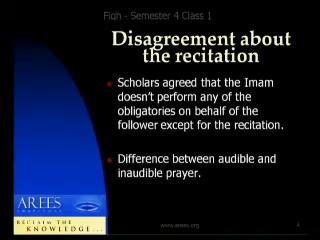 Fiqh - Semester 4 Class 1
Disagreement about
the recitation
Scholars agreed that the Imam
doesn't perform any of the
obligatories on behalf of the
follower except for the recitation.
Difference between audible and
inaudible prayer.
AREES
RECLAIM THE
KNOWLEDGE...
www.arees.org